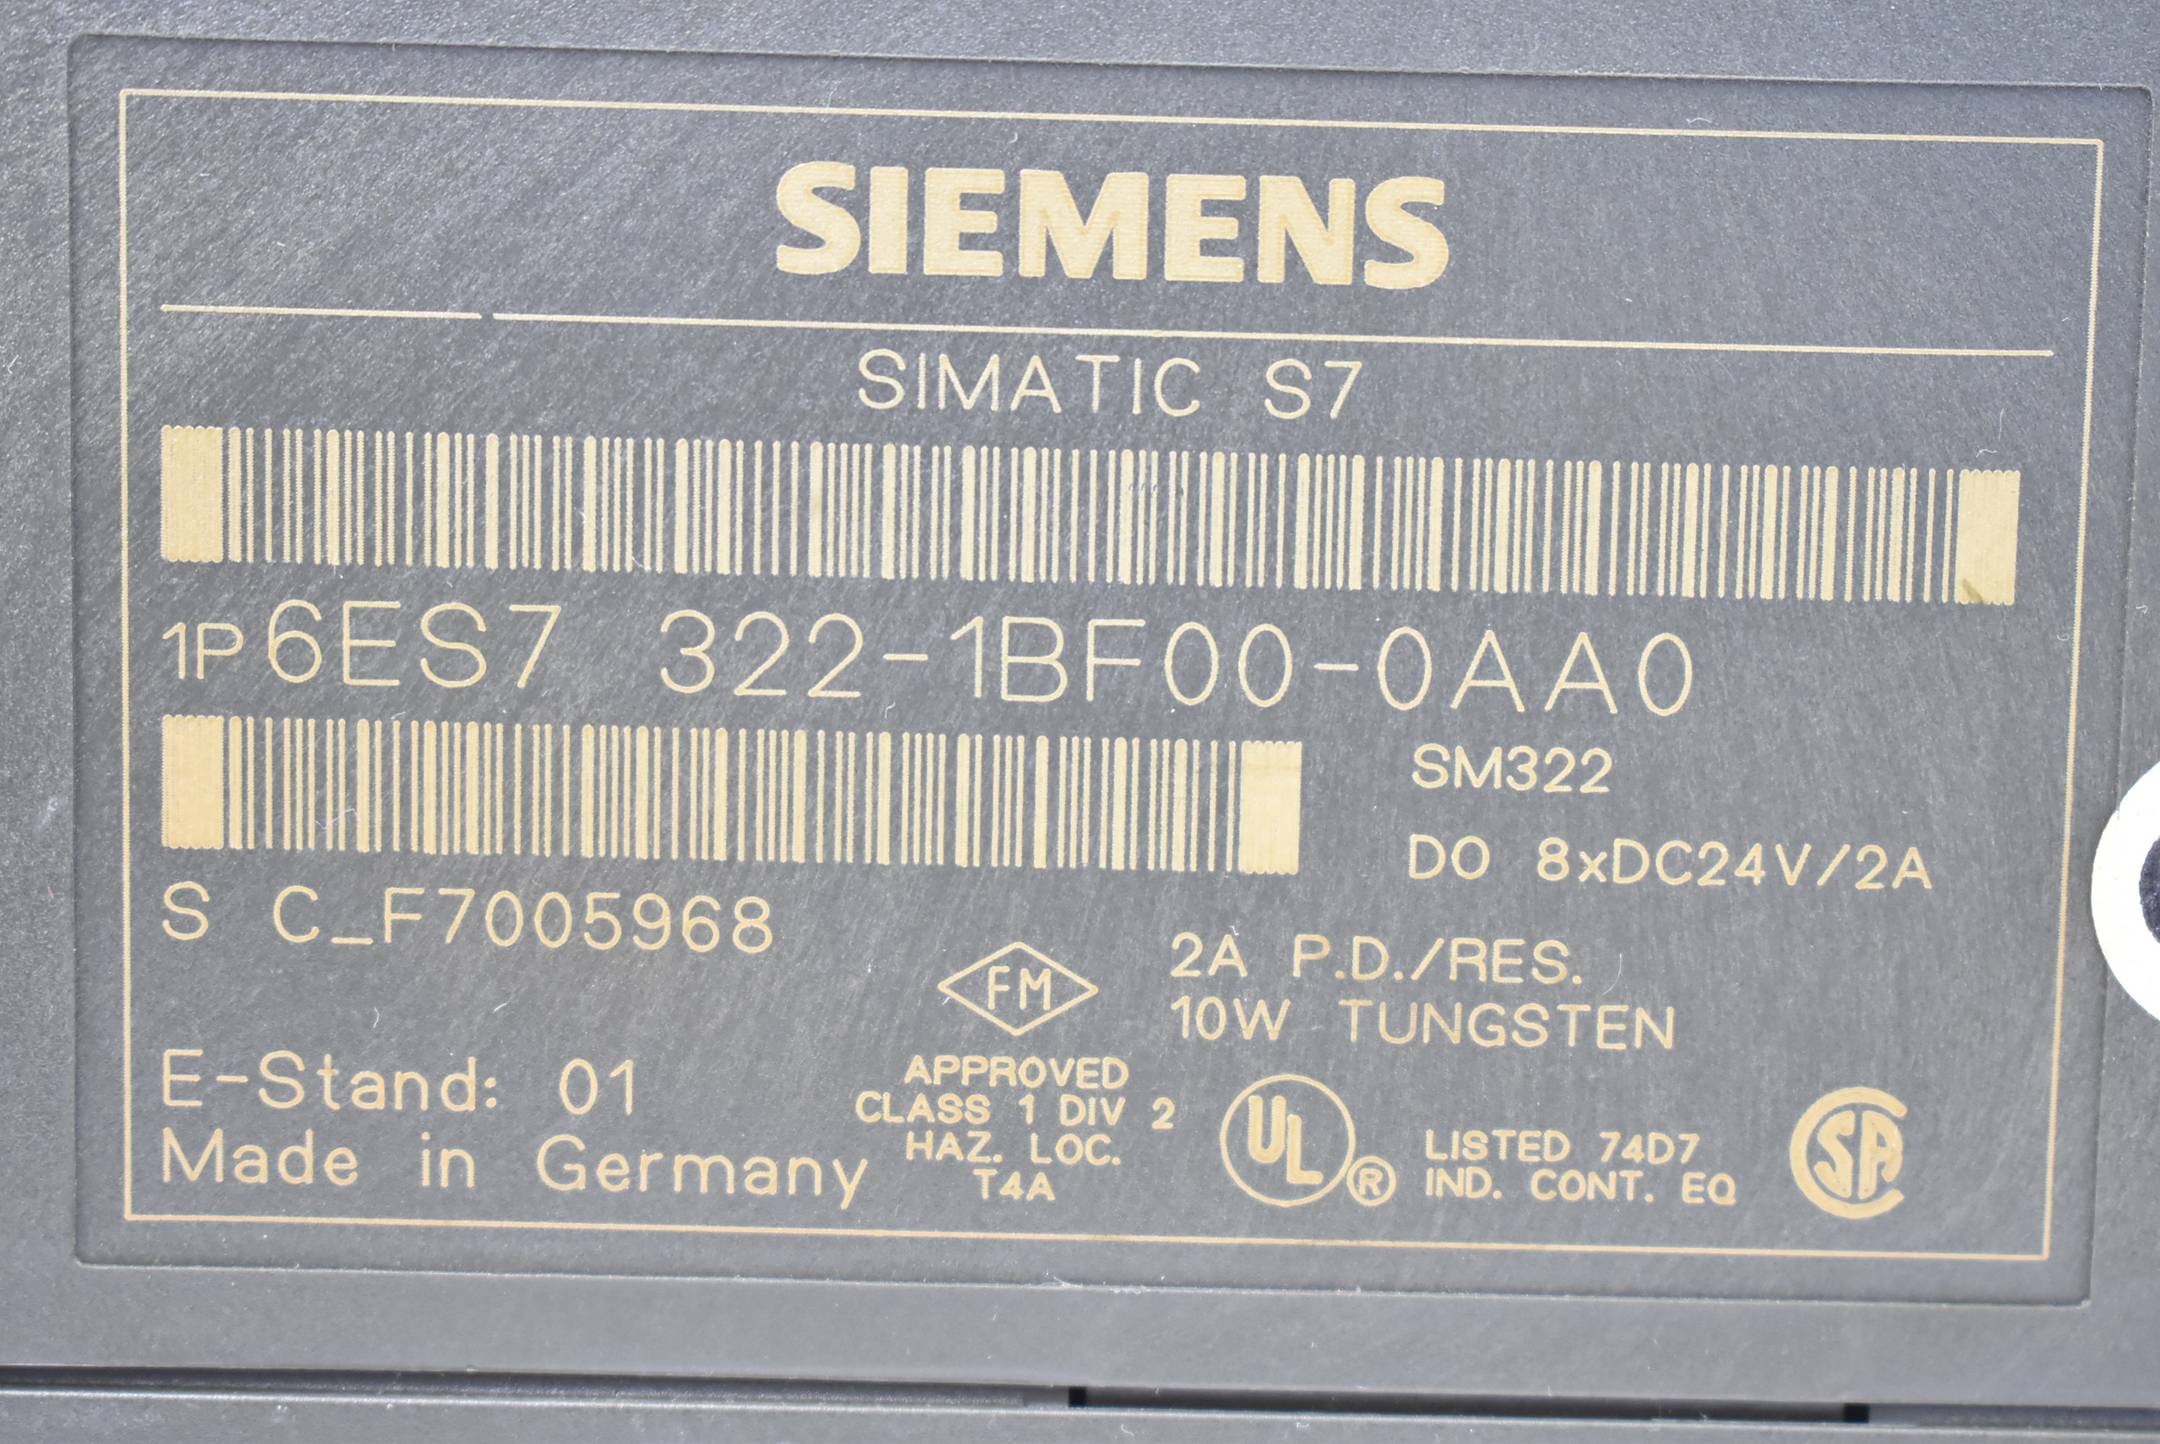 SIEMENS
SIMATIC S7
1P 6ES7 322-1BF00-0AA0
SM322
DO 8xDC24V/2A
S C_F7005968
2A P.D./RES.
10W TUNGSTEN
FM
APPROVED
CLASS 1 DIV 2
HAZ. LOC.
T4A
E-Stand: 01
Made in Germany
UL ®
LISTED 74D7
IND. CONT. EQ
SA